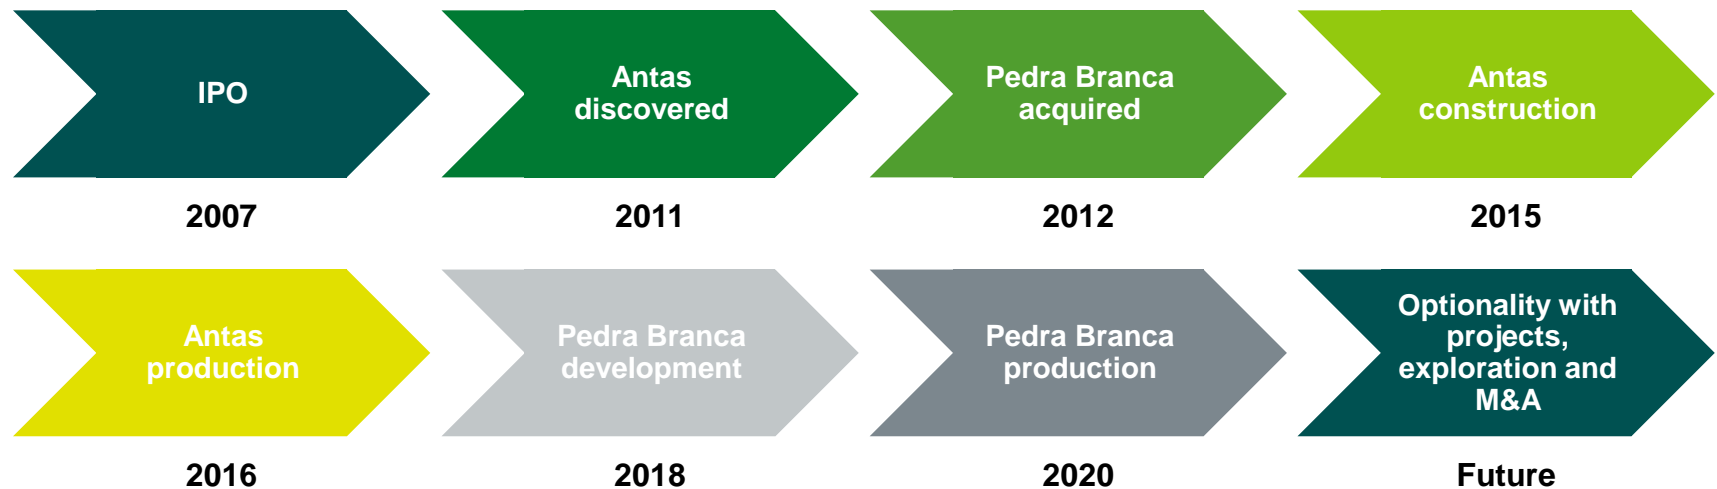 IPO
2007
Antas
discovered
2011
Pedra Branca
acquired
2012
Antas
construction
2015
Antas
production
2016
Pedra Branca
development
2018
Pedra Branca
production
2020
Optionality with
projects,
exploration and
M&A
Future